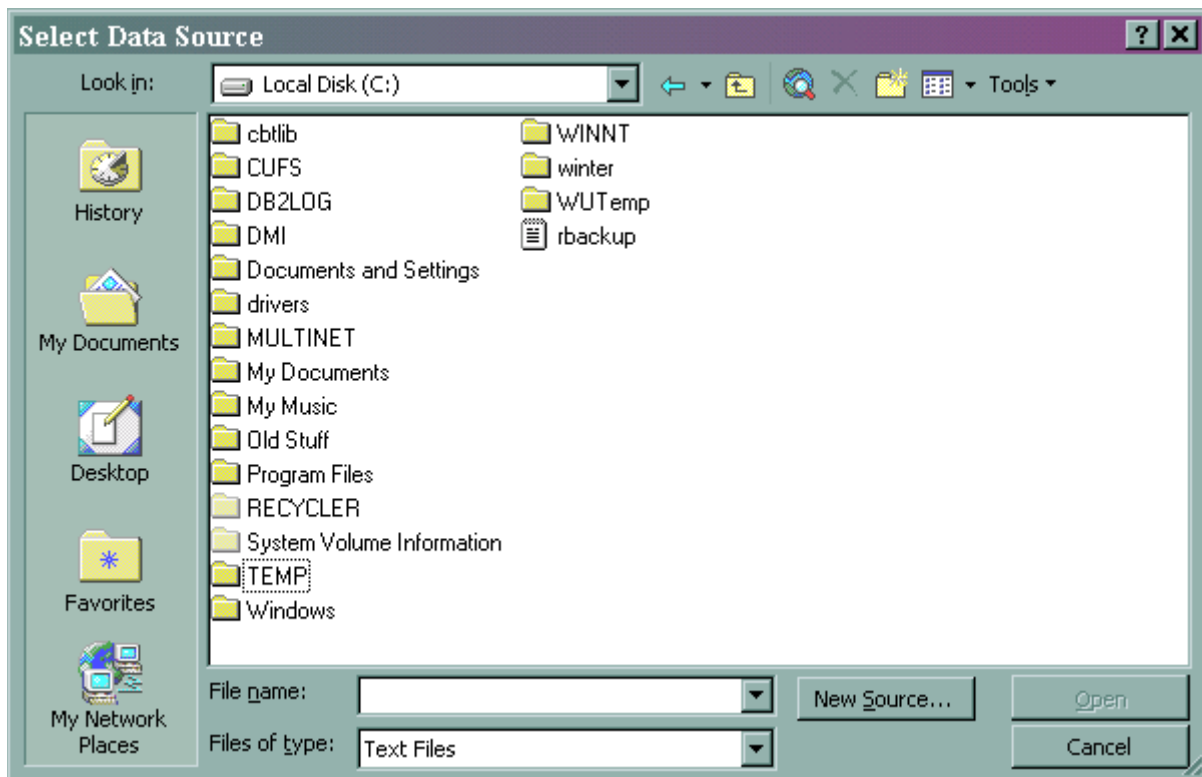 Select Data Source
Look in:
Local Disk (C:)
Tools
History
My Documents
Desktop
Favorites
My Network
Places
cbtlib
CUFS
DB2LOG
DMI
Documents and Settings
drivers
MULTINET
My Documents
My Music
Old Stuff
Program Files
RECYCLER
System Volume Information
TEMP
Windows
WINNT
winter
WUTemp
rbackup
File name:
New Source...
Open
Files of type:
Text Files
Cancel